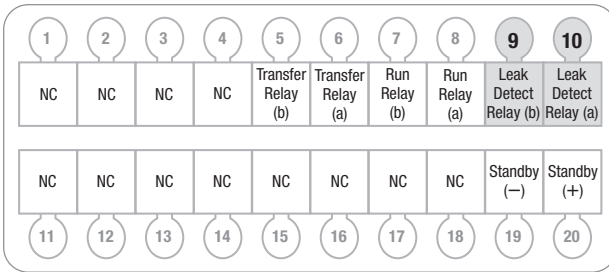 1 2 3 4 5 6 7 8 9 10
NC NC NC NC Transfer Relay (b) Transfer Relay (a) Run Relay (b) Run Relay (a) Leak Detect Relay (b) Leak Detect Relay (a)
NC NC NC NC NC NC NC NC Standby (−) Standby (+)
11 12 13 14 15 16 17 18 19 20